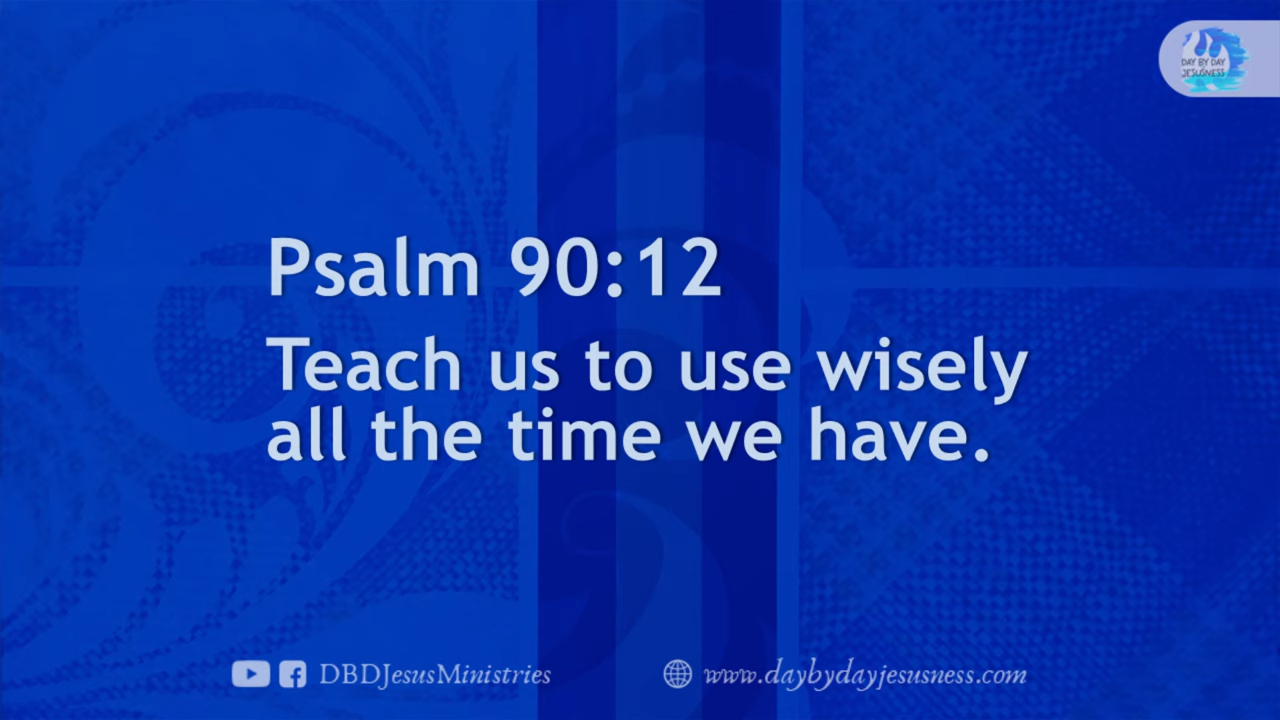 DAY BY DAY
JESUSNESS
Psalm 90:12
Teach us to use wisely
all the time we have.
DBDJesusMinistries
www.daybydayjesusness.com